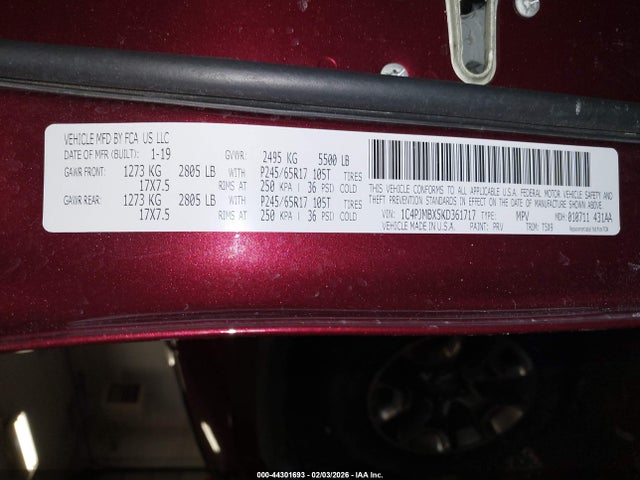 VEHICLE MFD BY FCA US LLC
DATE OF MFR (BUILT): 1-19 GVWR: 2495 KG 5500 LB
GAWR FRONT: 1273 KG 2805 LB WITH P245/65R17 105T TIRES
17X7.5 RIMS AT 250 KPA | 36 PSI COLD
GAWR REAR: 1273 KG 2805 LB WITH P245/65R17 105T TIRES
17X7.5 RIMS AT 250 KPA | 36 PSI COLD
THIS VEHICLE CONFORMS TO ALL APPLICABLE U.S.A. FEDERAL MOTOR VEHICLE SAFETY AND
THEFT PREVENTION STANDARDS IN EFFECT ON THE DATE OF MANUFACTURE SHOWN ABOVE.
VIN: 1C4PJMBX5KD361717 TYPE: MPV MDH: 010711 431AA
VEHICLE MADE IN U.S.A. PAINT: PRV TRIM: TSX9
000-44301693 - 02/03/2026 - IAA Inc.